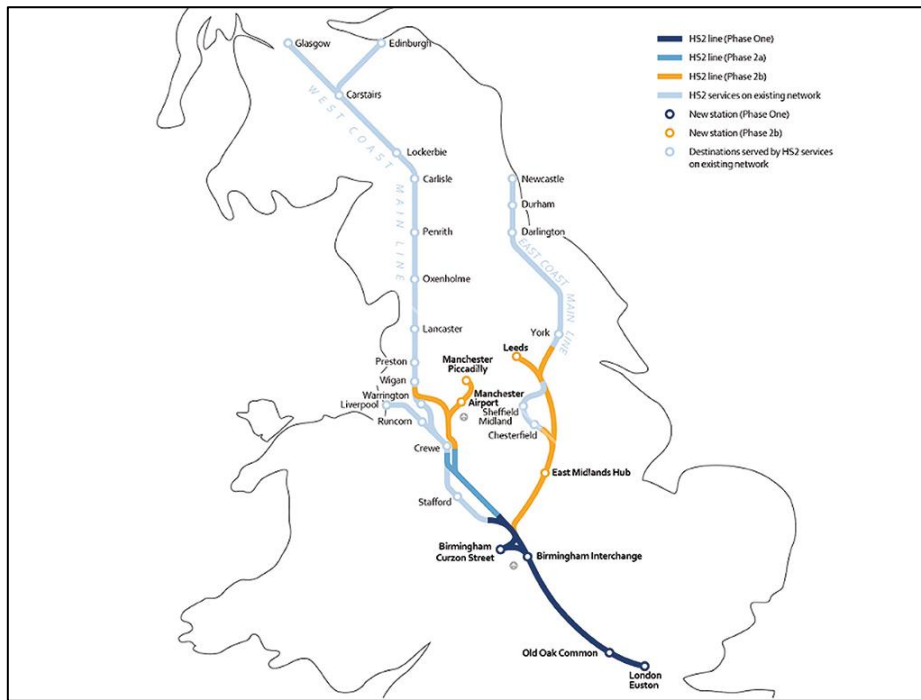 Glasgow
Edinburgh
Carstairs
WEST COAST MAIN LINE
Lockerbie
Carlisle
Penrith
Oxenholme
Lancaster
Preston
Wigan
Warrington
Liverpool
Runcorn
Crewe
Stafford
Manchester
Piccadilly
Manchester
Airport
Newcastle
Durham
Darlington
EAST COAST MAIN LINE
York
Leeds
Sheffield
Midland
Chesterfield
East Midlands Hub
Birmingham
Curzon Street
Birmingham Interchange
Old Oak Common
London
Euston
HS2 line (Phase One)
HS2 line (Phase 2a)
HS2 line (Phase 2b)
HS2 services on existing network
New station (Phase One)
New station (Phase 2b)
Destinations served by HS2 services
on existing network